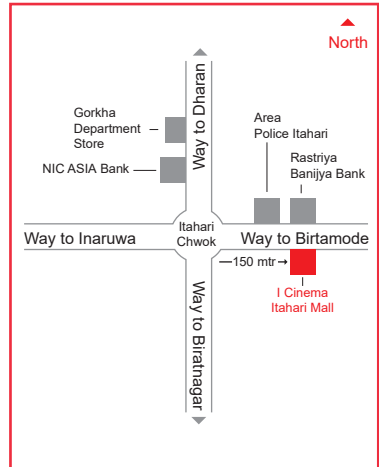 North
Way to Dharan
Gorkha
Department
Store
NIC ASIA Bank
Area
Police Itahari
Rastriya
Banijya Bank
Way to Inaruwa
Itahari
Chwok
Way to Birtamode
150 mtr
I Cinema
Itahari Mall
Way to Biratnagar